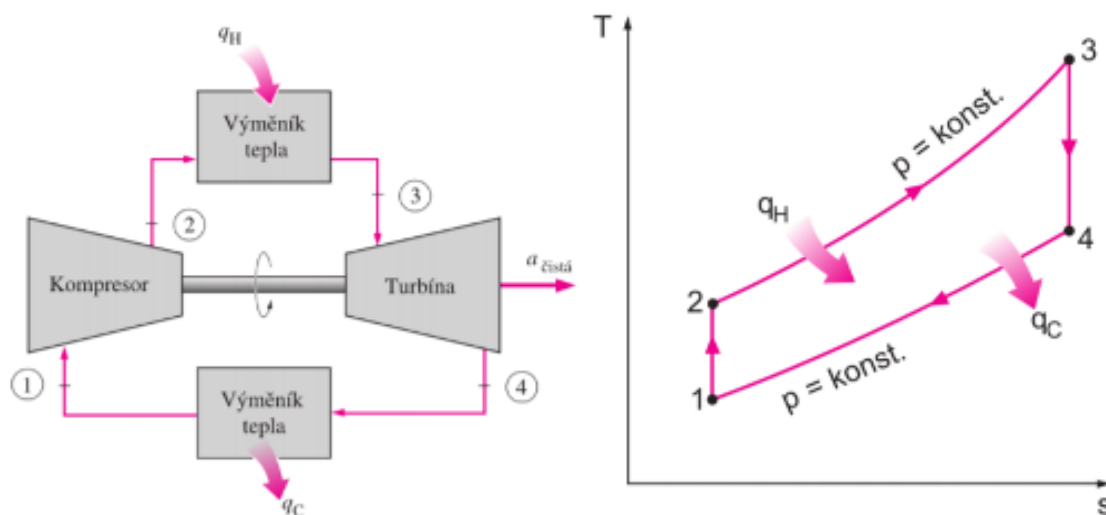 qH
Výměník
tepla
2
3
Kompresor
Turbína
a čistá
1
4
Výměník
tepla
qC
T
3
p = konst.
qH
4
2
qC
1
p = konst.
s